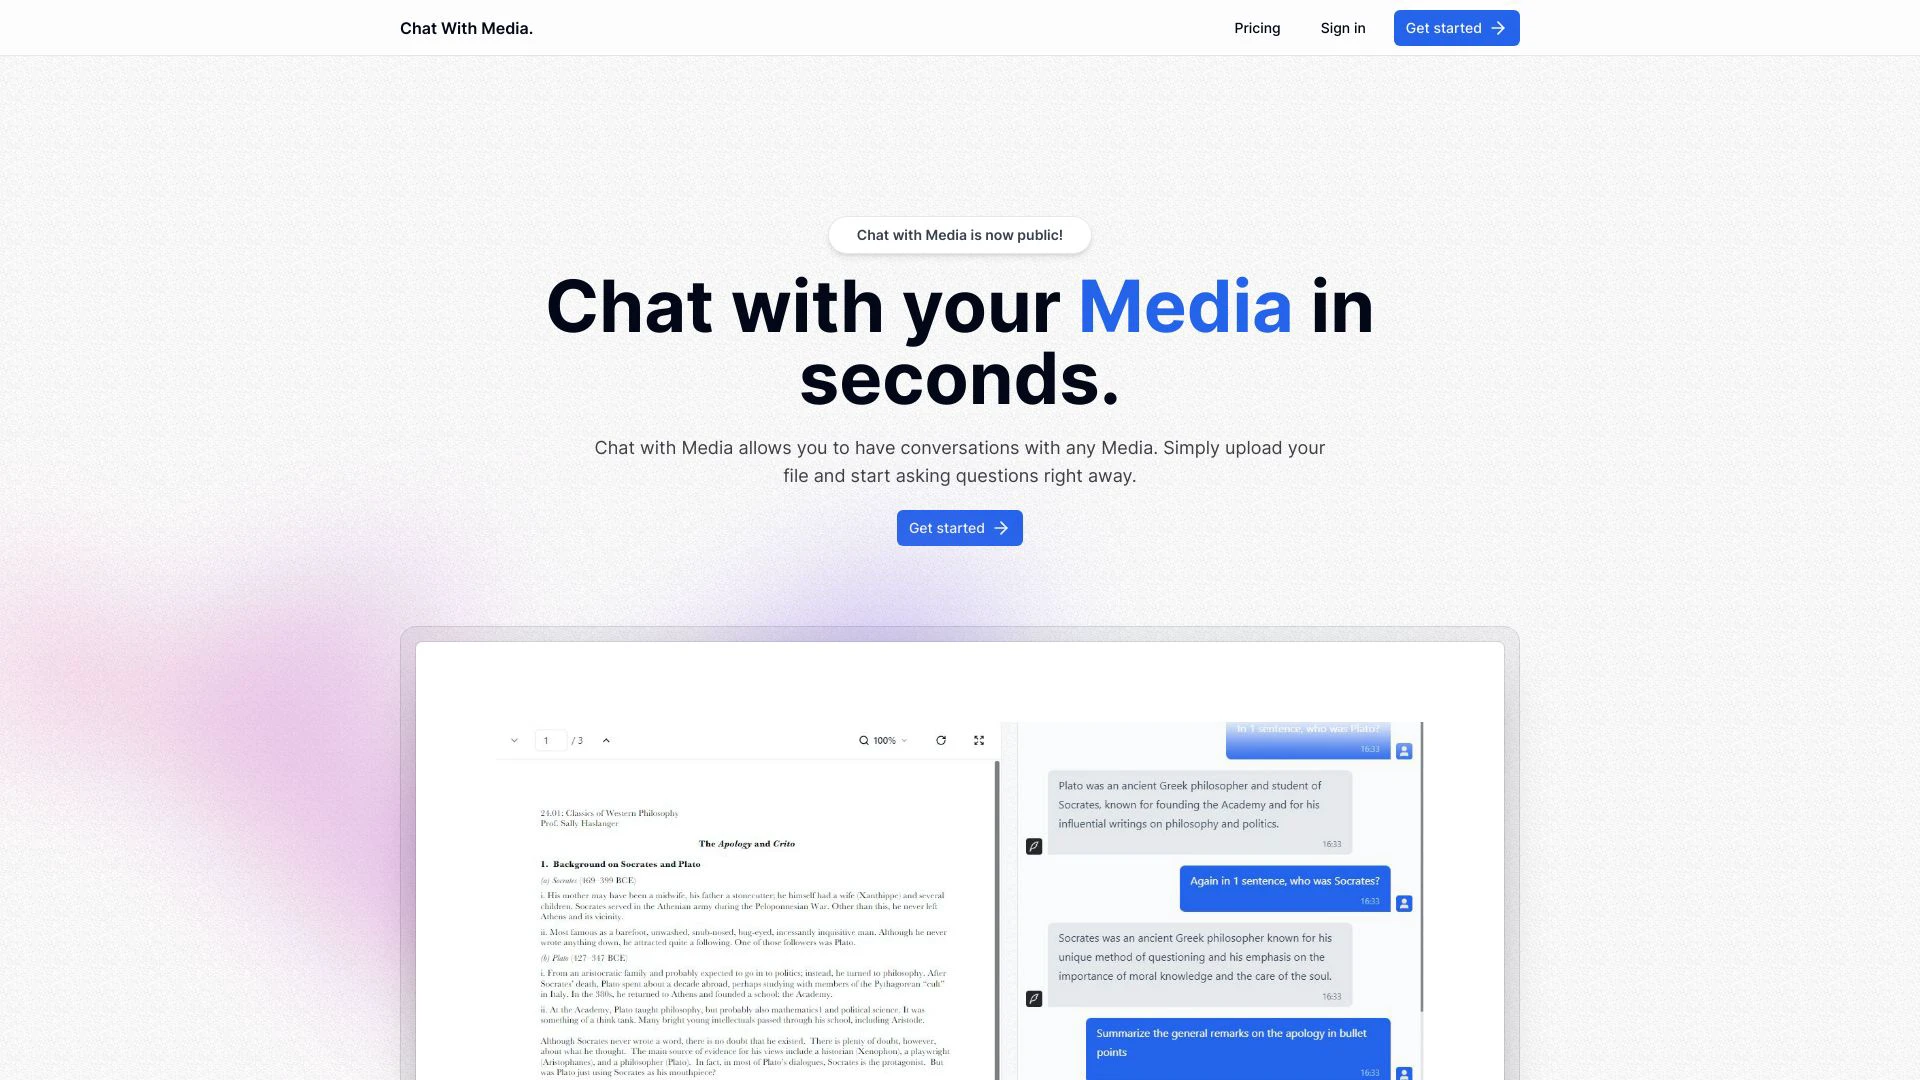 Chat With Media.
Pricing
Sign in
Get started
Chat with Media is now public!
Chat with your Media in
seconds.
Chat with Media allows you to have conversations with any Media. Simply upload your
file and start asking questions right away.
Get started
1 / 3
100%
24.01: Classics of Western Philosophy
Prof. Sally Haslanger
The Apology and Crito
1. Background on Socrates and Plato
(a) Socrates (469–399 BCE)
i. His mother may have been a midwife, his father a stonecutter; he himself had a wife (Xanthippe) and several
children. Socrates served in the Athenian army during the Peloponnesian War. Other than this, he never left
Athens and its vicinity.
ii. Most famous as a barefoot, unwashed, snub-nosed, bug-eyed, incessantly inquisitive man. Although he never
wrote anything down, he attracted quite a following. One of those followers was Plato.
(b) Plato (427–347 BCE)
i. From an aristocratic family and probably expected to go in to politics; instead, he turned to philosophy. After
Socrates' death, Plato spent about a decade abroad, perhaps studying with members of the Pythagorean "cult"
in Italy. In the 380s, he returned to Athens and founded a school: the Academy.
ii. At the Academy, Plato taught philosophy, but probably also mathematics1 and political science. It was
something of a think tank. Many bright young intellectuals passed through his school, including Aristotle.
Although Socrates never wrote a word, there is no doubt that he existed. There is plenty of doubt, however,
about what he thought. The main source of evidence for his views include a historian (Xenophon), a playwright
(Aristophanes), and a philosopher (Plato). In fact, in most of Plato's dialogues, Socrates is the protagonist. But
was Plato just using Socrates as his mouthpiece?
in 1 sentence, who was Plato?
16:33
Plato was an ancient Greek philosopher and student of
Socrates, known for founding the Academy and for his
influential writings on philosophy and politics.
16:33
Again in 1 sentence, who was Socrates?
16:33
Socrates was an ancient Greek philosopher known for his
unique method of questioning and his emphasis on the
importance of moral knowledge and the care of the soul.
16:33
Summarize the general remarks on the apology in bullet
points
16:33